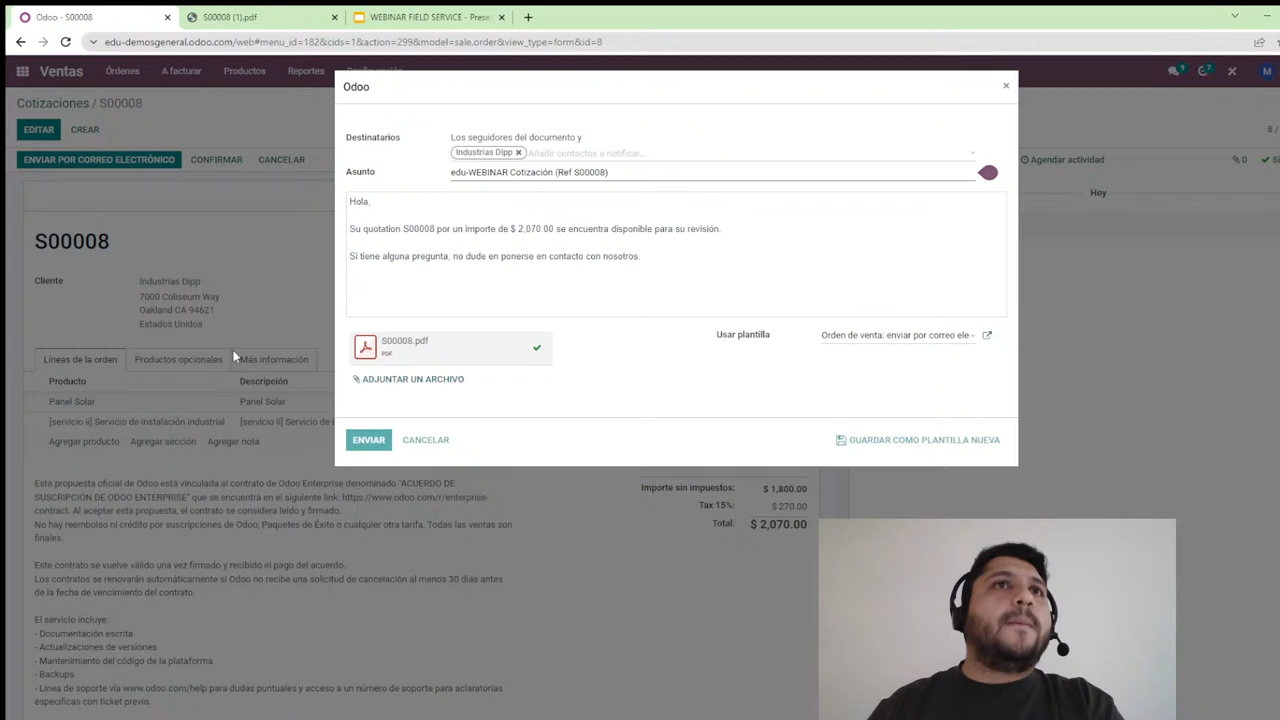 Odoo - S00008
S00008 (1).pdf
WEBINAR FIELD SERVICE - Prese
edu-demosgeneral.odoo.com/web#menu_id=182&cids=1&action=299&model=sale.order&view_type=form&id=8
Ventas
Órdenes
A facturar
Productos
Reportes
Cotizaciones / S00008
8 /
EDITAR
CREAR
ENVIAR POR CORREO ELECTRÓNICO
CONFIRMAR
CANCELAR
Agendar actividad
0
Hoy
Odoo
Destinatarios
Los seguidores del documento y
Industrias Dipp
Añadir contactos a notificar...
Asunto
edu-WEBINAR Cotización (Ref S00008)
Hola,
Su quotation S00008 por un importe de $ 2,070.00 se encuentra disponible para su revisión.
Si tiene alguna pregunta, no dude en ponerse en contacto con nosotros.
S00008.pdf
PDF
Usar plantilla
Orden de venta: enviar por correo ele
ADJUNTAR UN ARCHIVO
ENVIAR
CANCELAR
GUARDAR COMO PLANTILLA NUEVA
S00008
Cliente
Industrias Dipp
7000 Coliseum Way
Oakland CA 94621
Estados Unidos
Líneas de la orden
Productos opcionales
Más información
Producto
Descripción
Panel Solar
Panel Solar
[servicio ii] Servicio de instalación industrial
[servicio ii] Servicio de i
Agregar producto
Agregar sección
Agregar nota
Esta propuesta oficial de Odoo está vinculada al contrato de Odoo Enterprise denominado "ACUERDO DE
SUSCRIPCIÓN DE ODOO ENTERPRISE" que se encuentra en el siguiente link: https://www.odoo.com/r/enterprise-
contract. Al aceptar esta propuesta, el contrato se considera leído y firmado.
No hay reembolso ni crédito por suscripciones de Odoo, Paquetes de Éxito o cualquier otra tarifa. Todas las ventas son
finales.
Este contrato se vuelve válido una vez firmado y recibido el pago del acuerdo.
Los contratos se renovarán automáticamente si Odoo no recibe una solicitud de cancelación al menos 30 días antes
de la fecha de vencimiento del contrato.
El servicio incluye:
- Documentación escrita
- Actualizaciones de versiones
- Mantenimiento del código de la plataforma
- Backups
- Línea de soporte vía www.odoo.com/help para dudas puntuales y acceso a un número de soporte para aclaratorias
específicas con ticket previo.
Importe sin impuestos:
$ 1,800.00
Tax 15%:
$ 270.00
Total:
$ 2,070.00